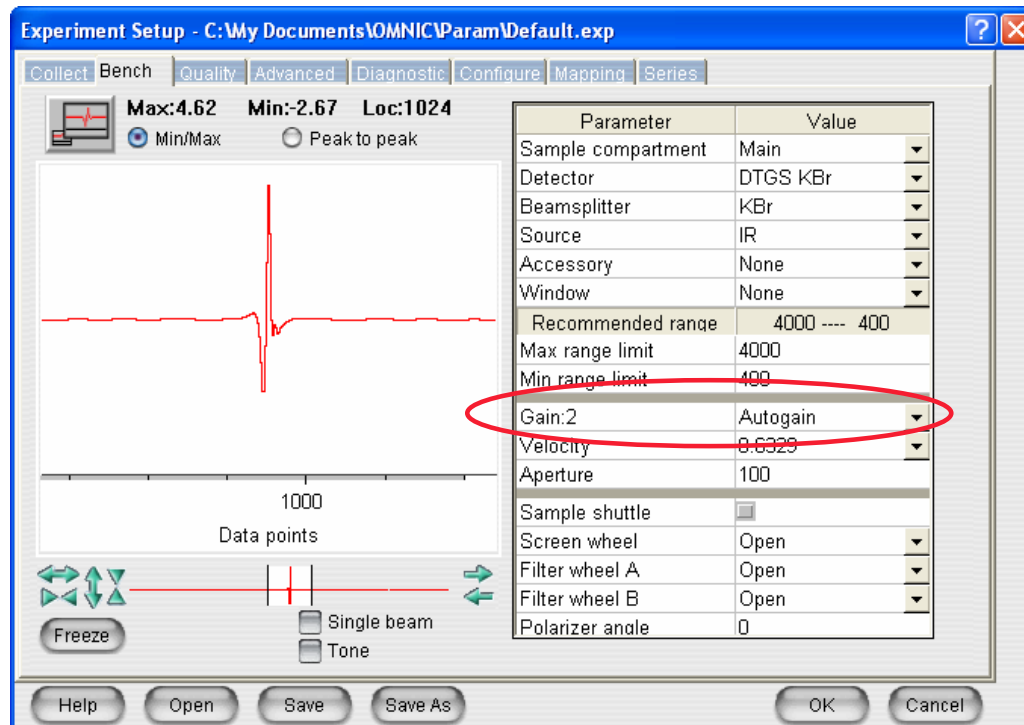 Experiment Setup - C:\My Documents\OMNIC\Param\Default.exp
Collect Bench Quality Advanced Diagnostic Configure Mapping Series
Max:4.62 Min:-2.67 Loc:1024
Min/Max Peak to peak
Parameter Value
Sample compartment Main
Detector DTGS KBr
Beamsplitter KBr
Source IR
Accessory None
Window None
Recommended range 4000 ---- 400
Max range limit 4000
Min range limit 400
Gain:2 Autogain
Velocity 0.6329
Aperture 100
Sample shuttle
Screen wheel Open
Filter wheel A Open
Filter wheel B Open
Polarizer angle 0
1000
Data points
Single beam
Tone
Freeze
Help Open Save Save As OK Cancel